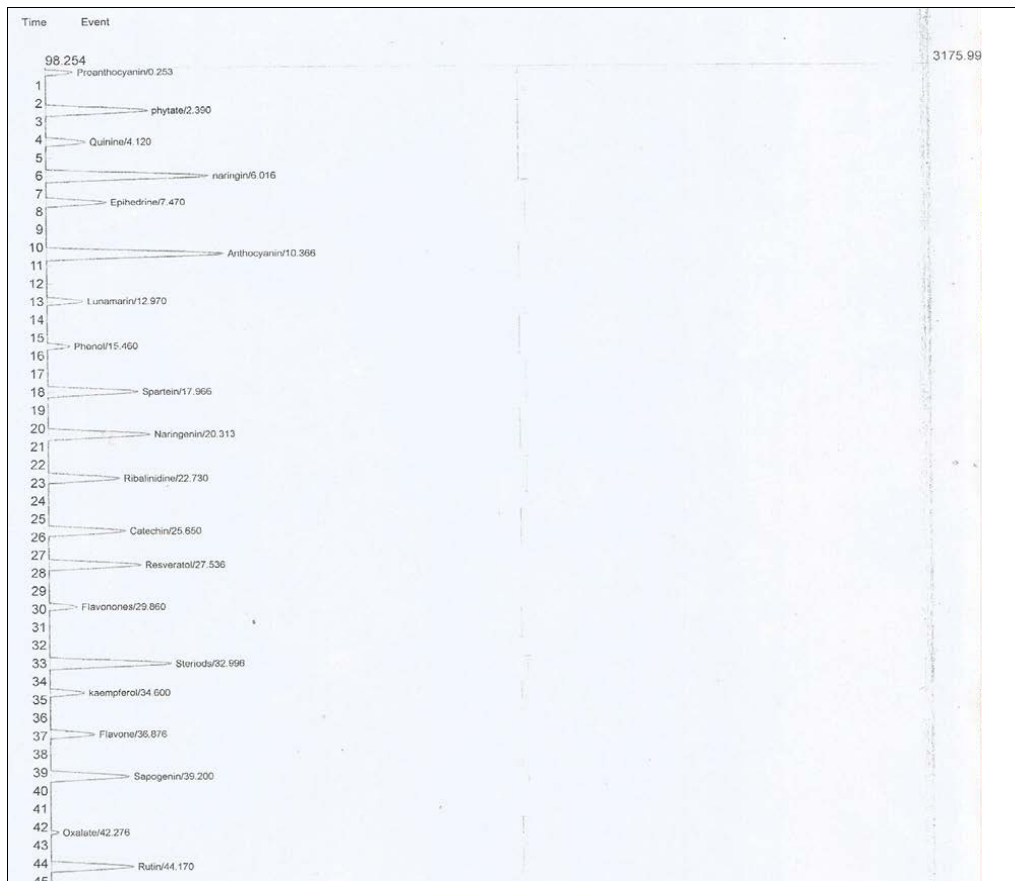 Time Event
98.254 3175.99
Proanthocyanin/0.253
1
2
phytate/2.390
3
4 Quinine/4.120
5
6 naringin/6.016
7
Epihedrine/7.470
8
9
10
Anthocyanin/10.366
11
12
13 Lunamarin/12.970
14
15
Phenol/15.460
16
17
18 Spartein/17.966
19
20
Naringenin/20.313
21
22
Ribalinidine/22.730
23
24
25
Catechin/25.650
26
27
Resveratol/27.536
28
29
30 Flavonones/29.860
31
32
33 Steriods/32.996
34
kaempferol/34.600
35
36
37 Flavone/36.876
38
39 Sapogenin/39.200
40
41
42 Oxalate/42.276
43
44 Rutin/44.170
45